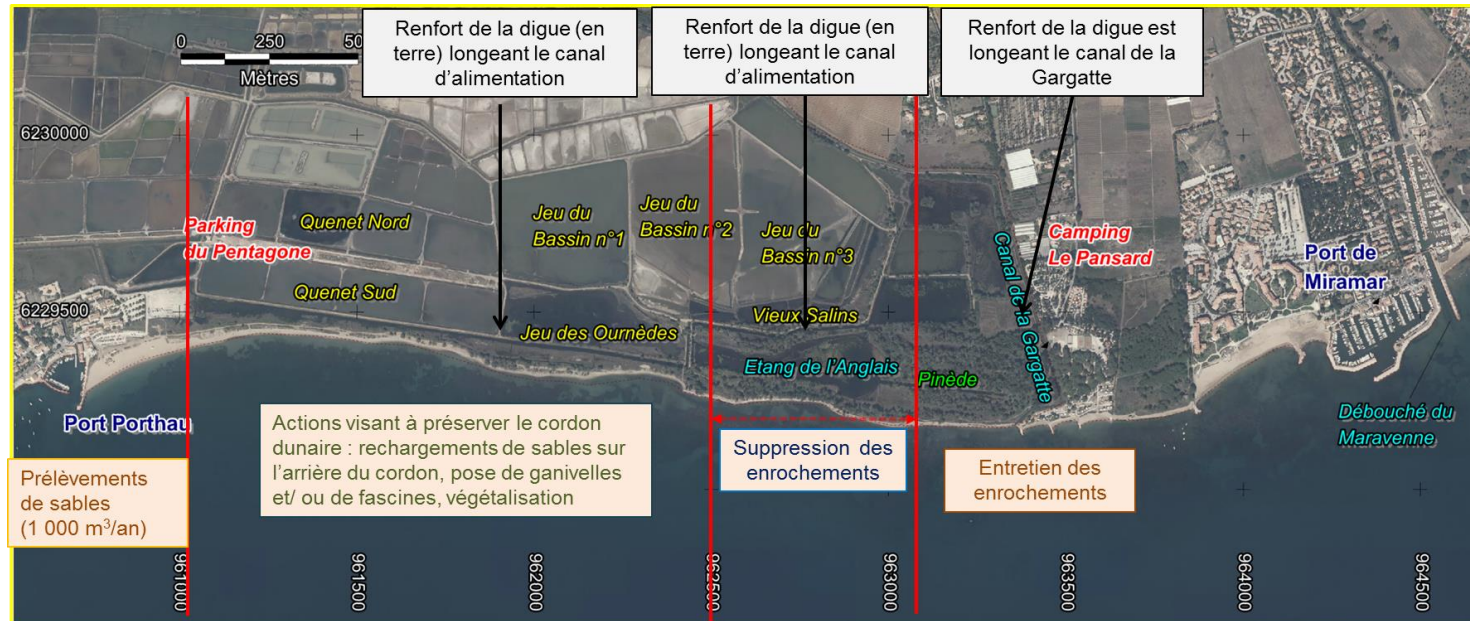 Renfort de la digue (en
terre) longeant le canal
d'alimentation
Renfort de la digue (en
terre) longeant le canal
d'alimentation
Renfort de la digue est
longeant le canal de la
Gargatte
0 250 50
Mètres
6230000
6229500
Parking
du Pentagone
Quenet Nord
Quenet Sud
Jeu du
Bassin n°1
Jeu du
Bassin n°2
Jeu du
Bassin n°3
Jeu des Ournèdes
Vieux Salins
Etang de l'Anglais
Pinède
Canal de la Gargatte
Camping
Le Pansard
Port de
Miramar
Débouché du
Maravenne
Port Porthau
Prélèvements
de sables
(1 000 m³/an)
Actions visant à préserver le cordon
dunaire : rechargements de sables sur
l'arrière du cordon, pose de ganivelles
et/ ou de fascines, végétalisation
Suppression des
enrochements
Entretien des
enrochements
961000
961500
962000
962500
963000
963500
964000
964500